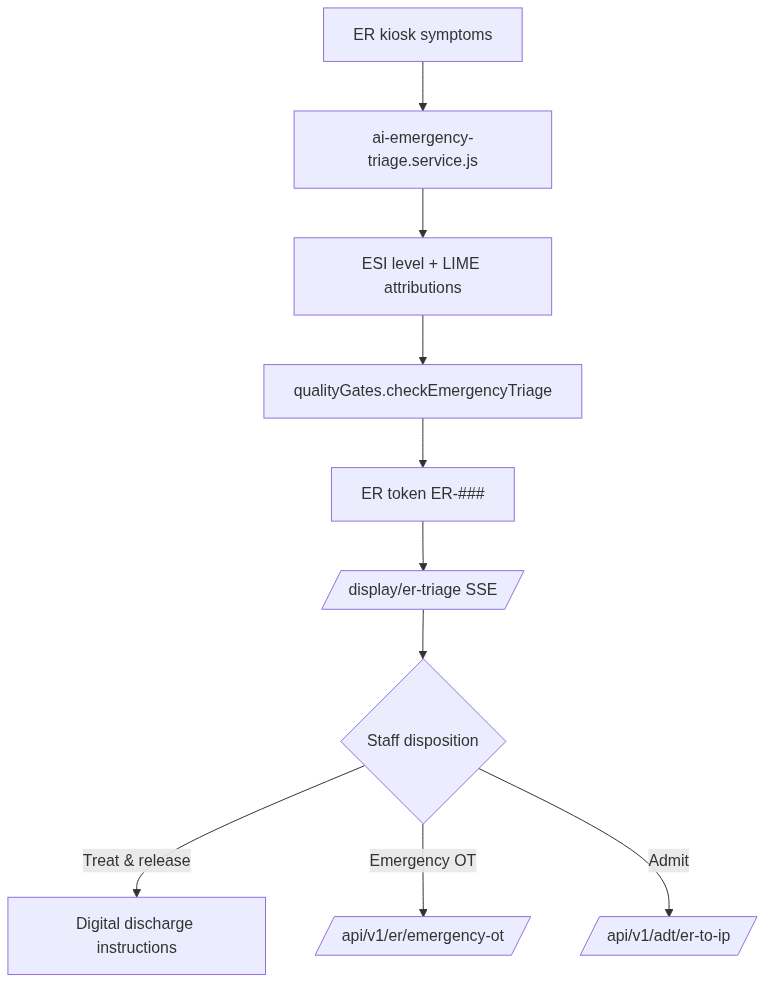 ER kiosk symptoms
ai-emergency-
triage.service.js
ESI level + LIME
attributions
qualityGates.checkEmergencyTriage
ER token ER-###
display/er-triage SSE
Staff disposition
Treat & release
Emergency OT
Admit
Digital discharge
instructions
api/v1/er/emergency-ot
api/v1/adt/er-to-ip